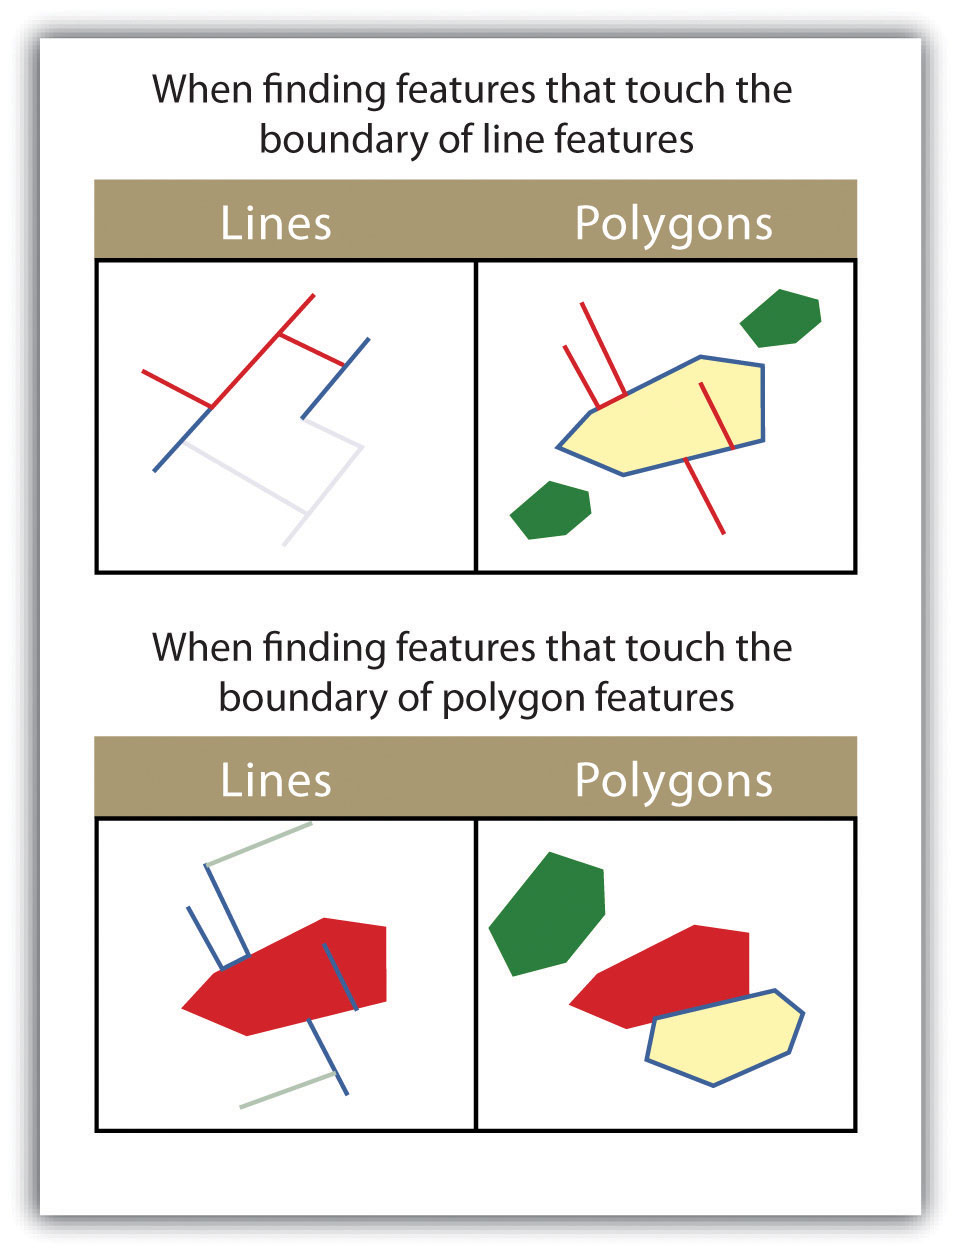 When finding features that touch the
boundary of line features
Lines
Polygons
When finding features that touch the
boundary of polygon features
Lines
Polygons